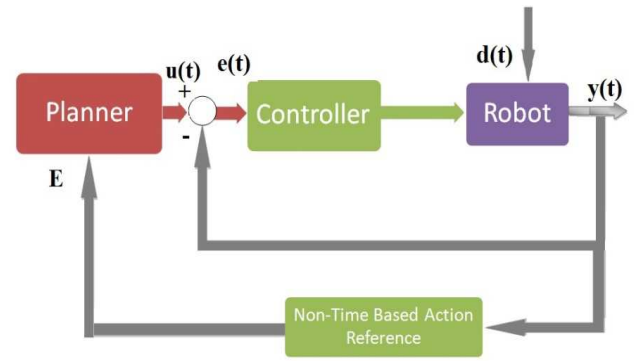 d(t)
u(t)
e(t)
y(t)
+
Planner
Controller
Robot
-
E
Non-Time Based Action
Reference